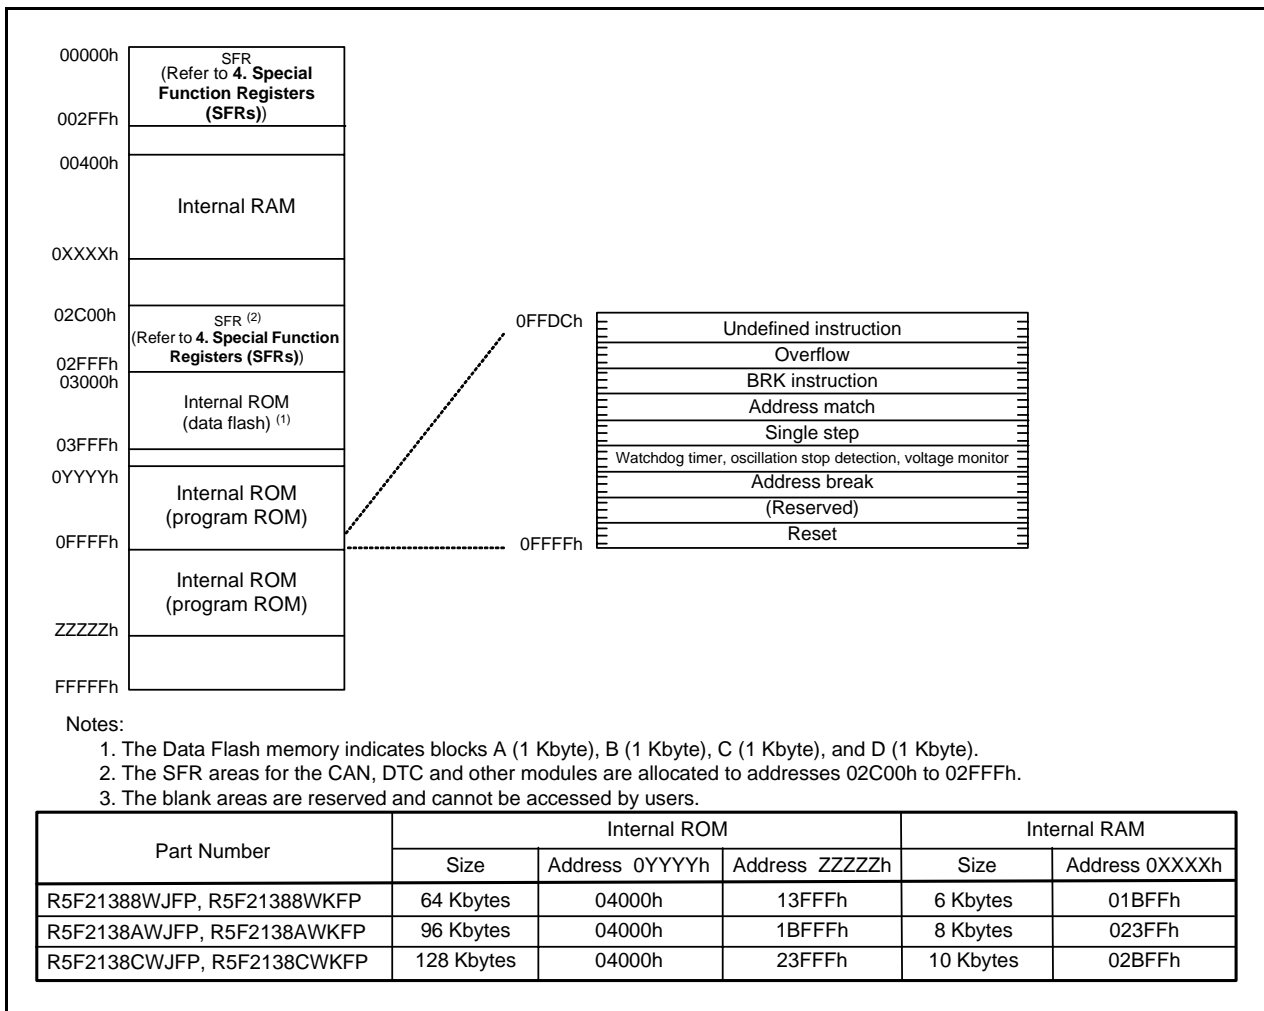 00000h
SFR
(Refer to 4. Special
Function Registers
(SFRs))
002FFh
00400h
Internal RAM
0XXXXh
02C00h
SFR (2)
(Refer to 4. Special Function
Registers (SFRs))
02FFFh
03000h
Internal ROM
(data flash) (1)
03FFFh
0YYYYh
Internal ROM
(program ROM)
0FFFFh
Internal ROM
(program ROM)
ZZZZZh
FFFFFh
0FFDCh
Undefined instruction
Overflow
BRK instruction
Address match
Single step
Watchdog timer, oscillation stop detection, voltage monitor
Address break
(Reserved)
Reset
0FFFFh
Notes:
1. The Data Flash memory indicates blocks A (1 Kbyte), B (1 Kbyte), C (1 Kbyte), and D (1 Kbyte).
2. The SFR areas for the CAN, DTC and other modules are allocated to addresses 02C00h to 02FFFh.
3. The blank areas are reserved and cannot be accessed by users.
Part Number Internal ROM Internal RAM
Size Address 0YYYYh Address ZZZZZh Size Address 0XXXXh
R5F21388WJFP, R5F21388WKFP 64 Kbytes 04000h 13FFFh 6 Kbytes 01BFFh
R5F2138AWJFP, R5F2138AWKFP 96 Kbytes 04000h 1BFFFh 8 Kbytes 023FFh
R5F2138CWJFP, R5F2138CWKFP 128 Kbytes 04000h 23FFFh 10 Kbytes 02BFFh